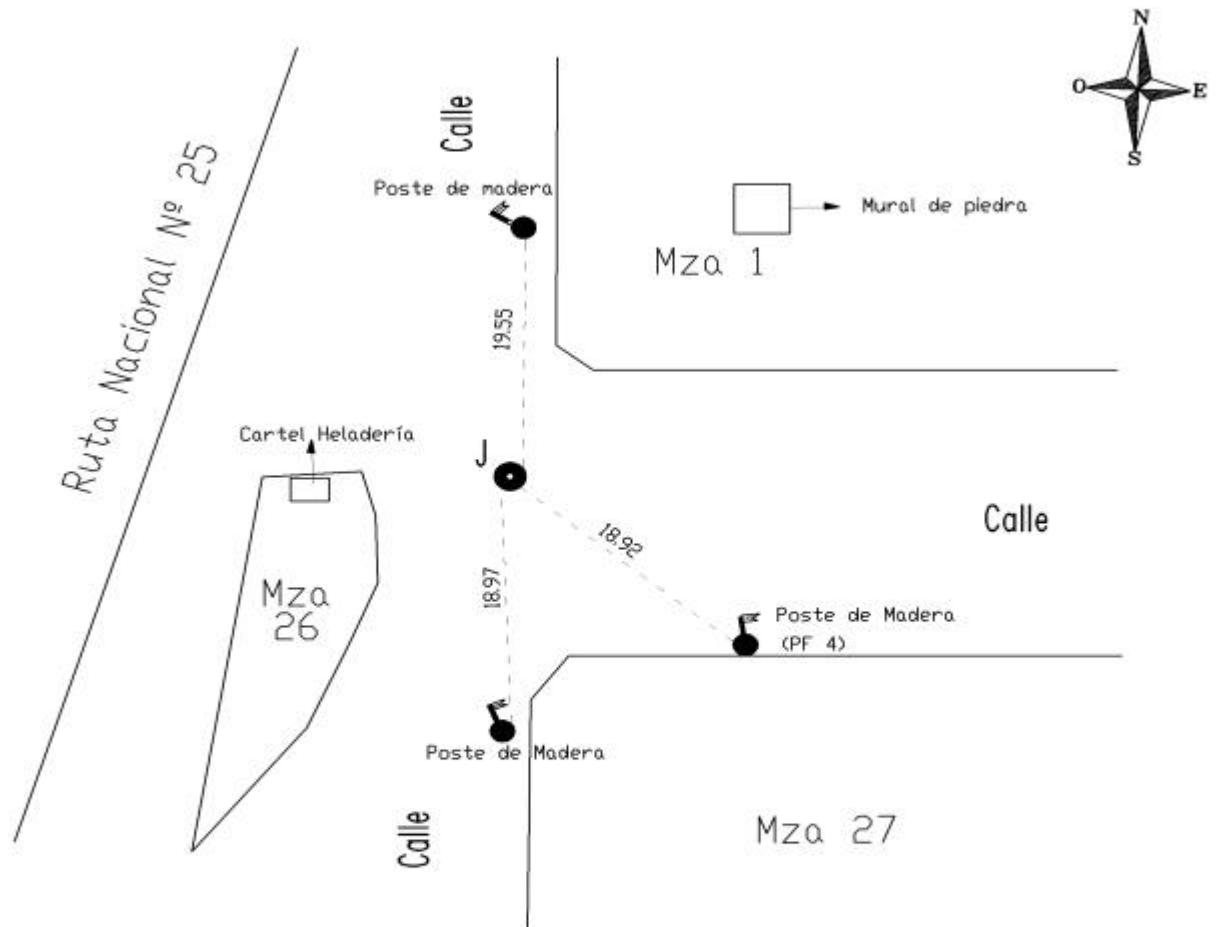 N
O
E
S
Calle
Poste de madera
Mural de piedra
Mza 1
Ruta Nacional Nº 25
19.55
Cartel Heladería
J
Calle
18.92
18.97
Mza
26
Poste de Madera
(PF 4)
Poste de Madera
Calle
Mza 27